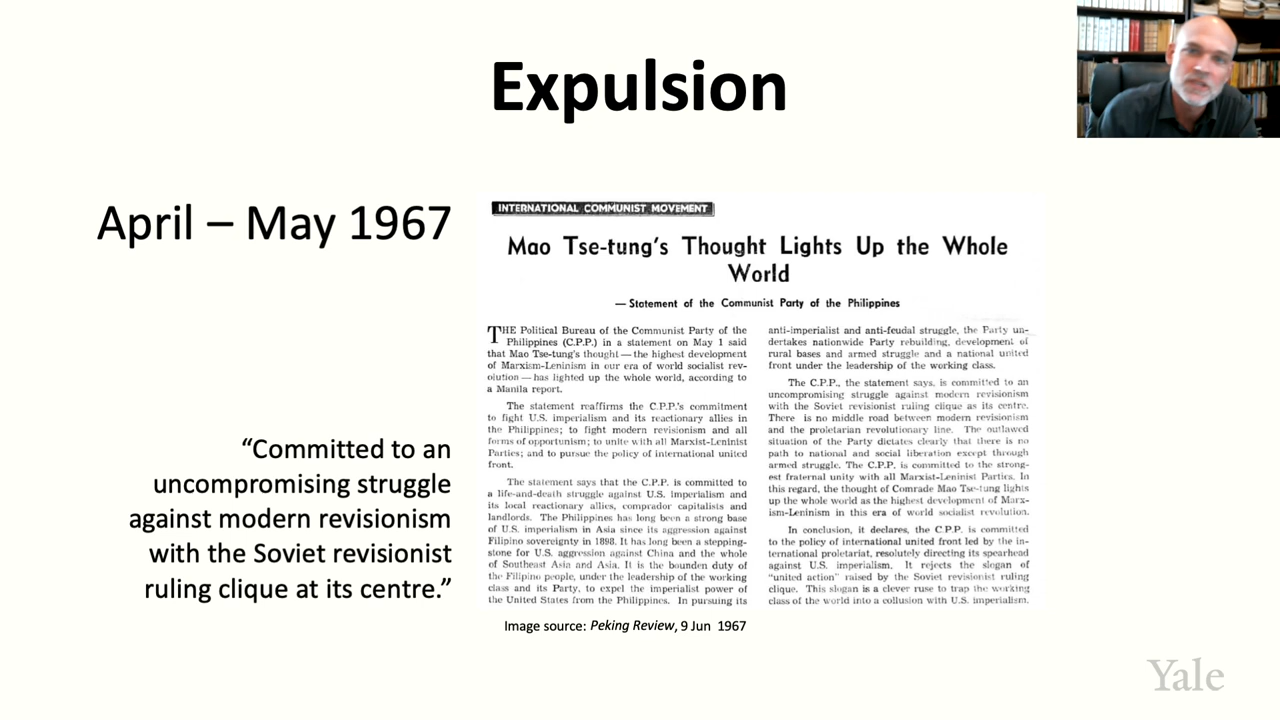 Expulsion
April – May 1967
“Committed to an
uncompromising struggle
against modern revisionism
with the Soviet revisionist
ruling clique at its centre.”
INTERNATIONAL COMMUNIST MOVEMENT
Mao Tse-tung's Thought Lights Up the Whole
World
— Statement of the Communist Party of the Philippines
THE Political Bureau of the Communist Party of the
Philippines (C.P.P.) in a statement on May 1 said
that Mao Tse-tung's thought — the highest development
of Marxism-Leninism in our era of world socialist rev-
olution — has lighted up the whole world, according to
a Manila report.
The statement reaffirms the C.P.P.'s commitment
to fight U.S. imperialism and its reactionary allies in
the Philippines; to fight modern revisionism and all
forms of opportunism; to unite with all Marxist-Leninist
Parties; and to pursue the policy of international united
front.
The statement says that the C.P.P. is committed to
a life-and-death struggle against U.S. imperialism and
its local reactionary allies, comprador capitalists and
landlords. The Philippines has long been a strong base
of U.S. imperialism in Asia since its aggression against
Filipino sovereignty in 1898. It has long been a stepping-
stone for U.S. aggression against China and the whole
of Southeast Asia and Asia. It is the bounden duty of
the Filipino people, under the leadership of the working
class and its Party, to expel the imperialist power of
the United States from the Philippines. In pursuing its
anti-imperialist and anti-feudal struggle, the Party un-
dertakes nationwide Party rebuilding, development of
rural bases and armed struggle and a national united
front under the leadership of the working class.
The C.P.P., the statement says, is committed to an
uncompromising struggle against modern revisionism
with the Soviet revisionist ruling clique as its centre.
There is no middle road between modern revisionism
and the proletarian revolutionary line. The outlawed
situation of the Party dictates clearly that there is no
path to national and social liberation except through
armed struggle. The C.P.P. is committed to the strong-
est fraternal unity with all Marxist-Leninist Parties. In
this regard, the thought of Comrade Mao Tse-tung lights
up the whole world as the highest development of Marx-
ism-Leninism in this era of world socialist revolution.
In conclusion, it declares, the C.P.P. is committed
to the policy of international united front led by the in-
ternational proletariat, resolutely directing its spearhead
against U.S. imperialism. It rejects the slogan of
"united action" raised by the Soviet revisionist ruling
clique. This slogan is a clever ruse to trap the working
class of the world into a collusion with U.S. imperialism.
Image source: Peking Review, 9 Jun 1967
Yale